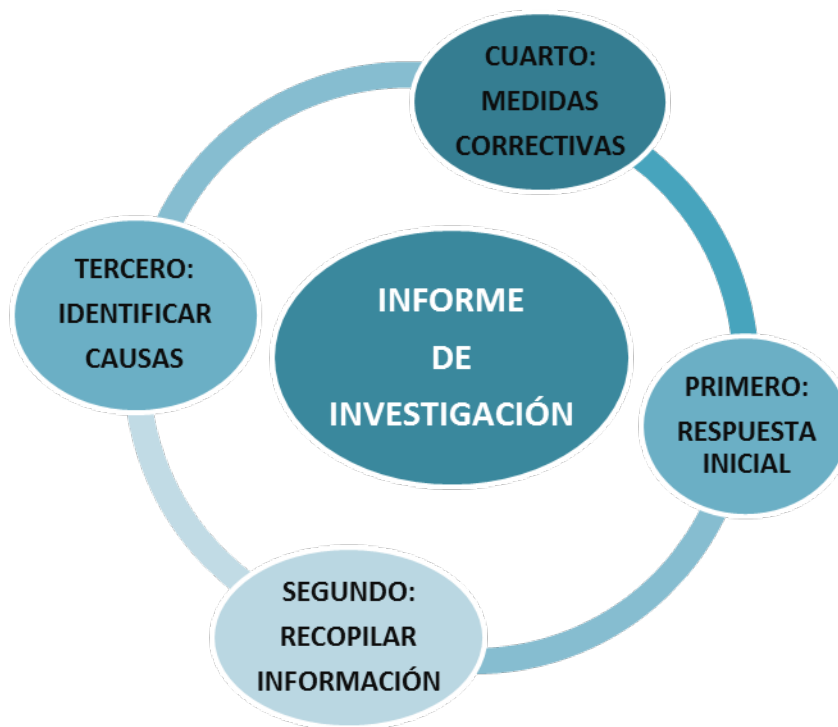 CUARTO:
MEDIDAS
CORRECTIVAS
TERCERO:
IDENTIFICAR
CAUSAS
INFORME
DE
INVESTIGACIÓN
PRIMERO:
RESPUESTA
INICIAL
SEGUNDO:
RECOPILAR
INFORMACIÓN